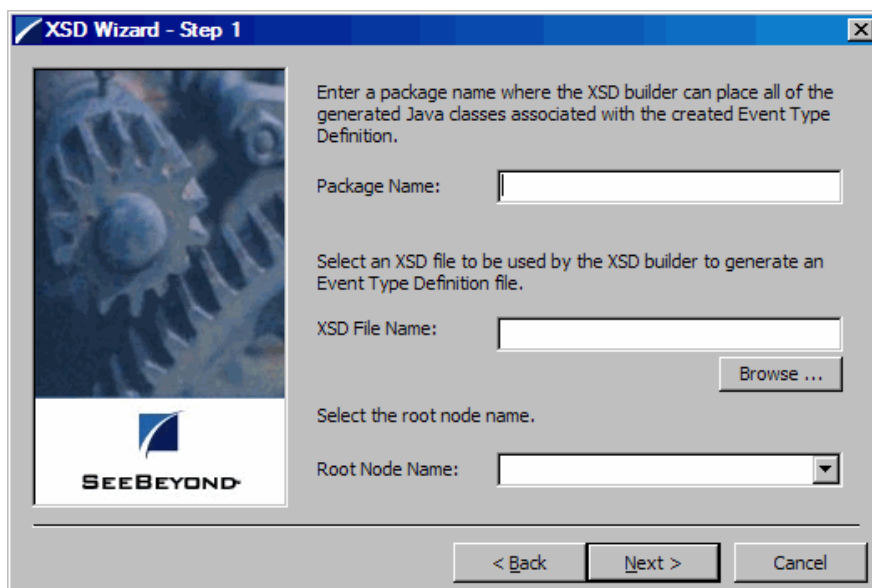 XSD Wizard - Step 1
Enter a package name where the XSD builder can place all of the
generated Java classes associated with the created Event Type
Definition.
Package Name:
Select an XSD file to be used by the XSD builder to generate an
Event Type Definition file.
XSD File Name:
Browse ...
Select the root node name.
Root Node Name:
SEEBEYOND
< Back
Next >
Cancel